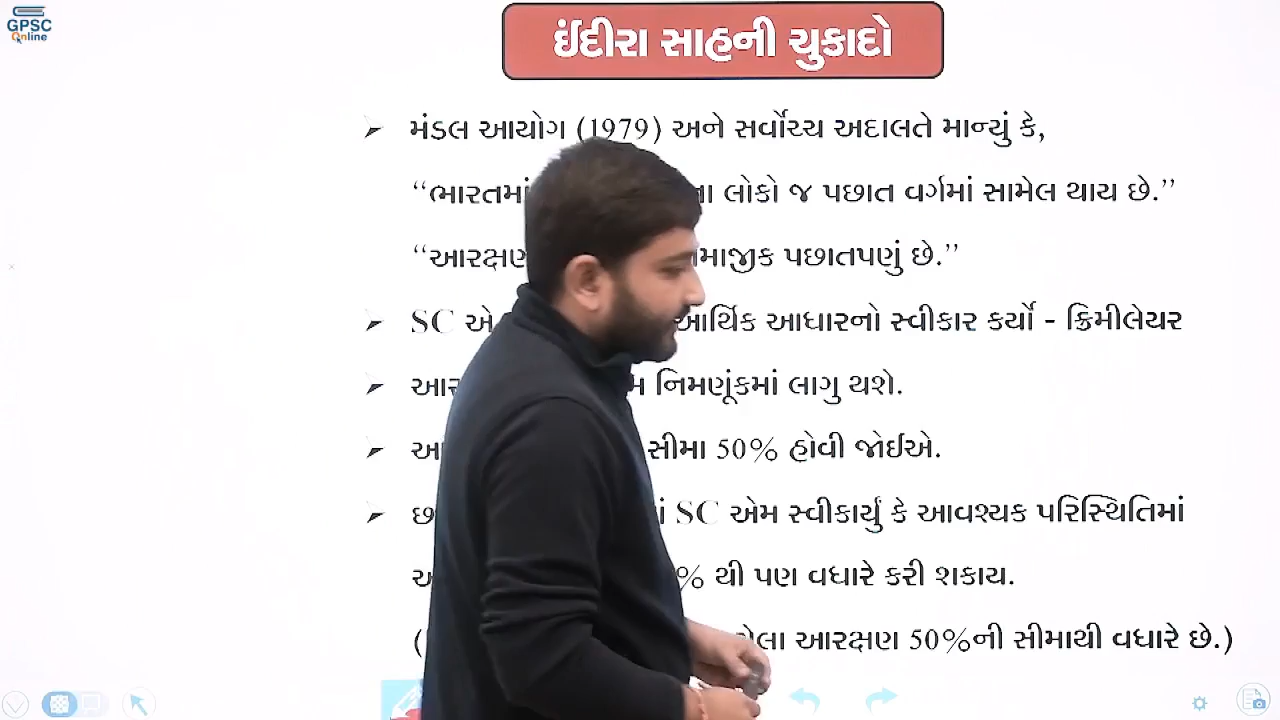 GPSC
Online
ઈંદીરા સાહની ચુકાદો
મંડલ આયોગ (1979) અને સર્વોચ્ચ અદાલતે માન્યું કે,
“ભારતમાં લોકો જ પછાત વર્ગમાં સામેલ થાય છે.”
“આરક્ષણ પછાતપણું છે.”
SC એ આર્થિક આધારનો સ્વીકાર કર્યો - ક્રિમીલેયર
નિમણૂંકમાં લાગુ થશે.
સીમા 50% હોવી જોઈએ.
SC એમ સ્વીકાર્યું કે આવશ્યક પરિસ્થિતિમાં
% થી પણ વધારે કરી શકાય.
( આરક્ષણ 50%ની સીમાથી વધારે છે.)